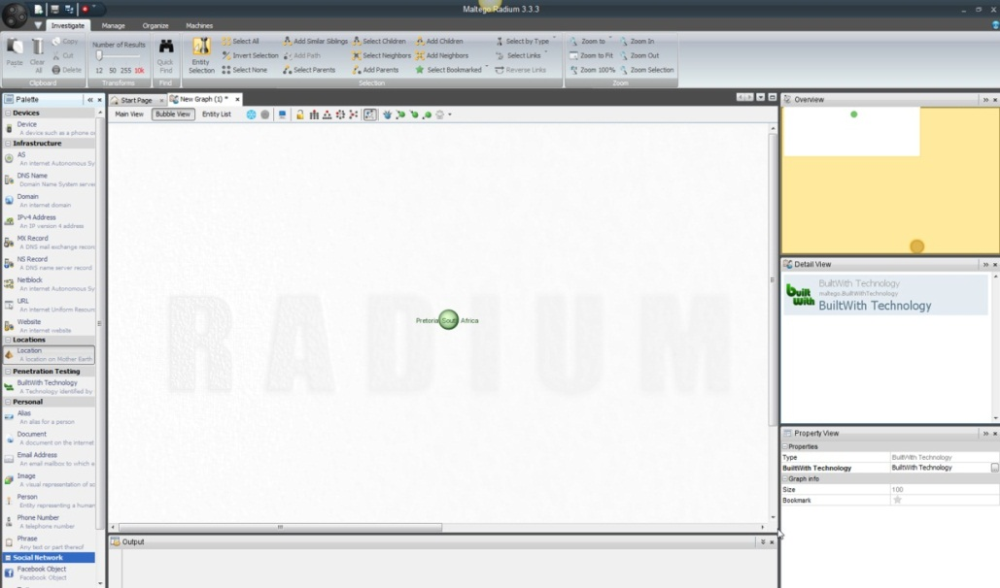 Maltego Radium 3.3.3
Investigate Manage Organize Machines
Paste
Clear All
Copy
Cut
Delete
Clipboard
Number of Results
12 50 255 10k
Transforms
Quick Find
Find
Entity Selection
Select All
Invert Selection
Select None
Add Similar Siblings
Add Path
Select Parents
Select Children
Select Neighbors
Add Parents
Add Children
Add Neighbors
Select Bookmarked
Select by Type
Select Links
Reverse Links
Selection
Zoom to
Zoom to Fit
Zoom 100%
Zoom In
Zoom Out
Zoom Selection
Zoom
Palette
Devices
Device
A device such as a phone o
Infrastructure
AS
An internet Autonomous Sy
DNS Name
Domain Name System serve
Domain
An internet domain
IPv4 Address
An IP version 4 address
MX Record
A DNS mail exchange recor
NS Record
A DNS name server record
Netblock
An internet Autonomous Sy
URL
An internet Uniform Resour
Website
An internet website
Locations
Location
A location on Mother Earth
Penetration Testing
BuiltWith Technology
A Technology identified by
Personal
Alias
An alias for a person
Document
A document on the internet
Email Address
An email mailbox to which e
Image
A visual representation of so
Person
Entity representing a human
Phone Number
A telephone number
Phrase
Any text or part thereof
Social Network
Facebook Object
Facebook Object
Start Page
New Graph (1) *
Main View Bubble View Entity List
RADIUM
Pretoria South Africa
Output
Overview
Detail View
built with
BuiltWith Technology
maltego.BuiltWithTechnology
BuiltWith Technology
Property View
Properties
Type BuiltWith Technology
BuiltWith Technology BuiltWith Technology
Graph info
Size 100
Bookmark